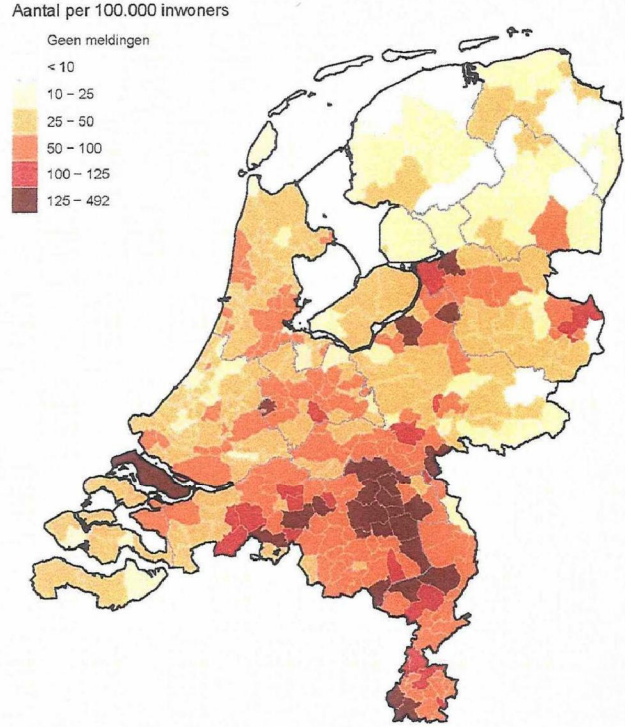 Aantal per 100.000 inwoners
Geen meldingen
< 10
10 – 25
25 – 50
50 – 100
100 – 125
125 – 492